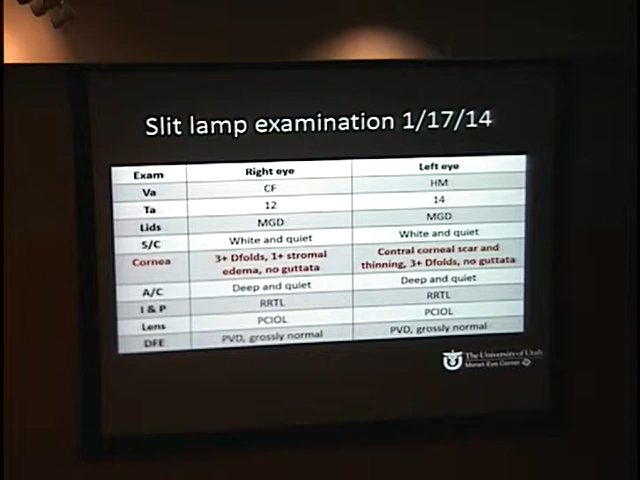 Slit lamp examination 1/17/14
Exam Right eye Left eye
Va CF HM
Ta 12 14
Lids MGD MGD
S/C White and quiet White and quiet
Cornea 3+ Dfolds, 1+ stromal edema, no guttata Central corneal scar and thinning, 3+ Dfolds, no guttata
A/C Deep and quiet Deep and quiet
I & P RRTL RRTL
Lens PCIOL PCIOL
DFE PVD, grossly normal PVD, grossly normal
The University of Utah
Moran Eye Center